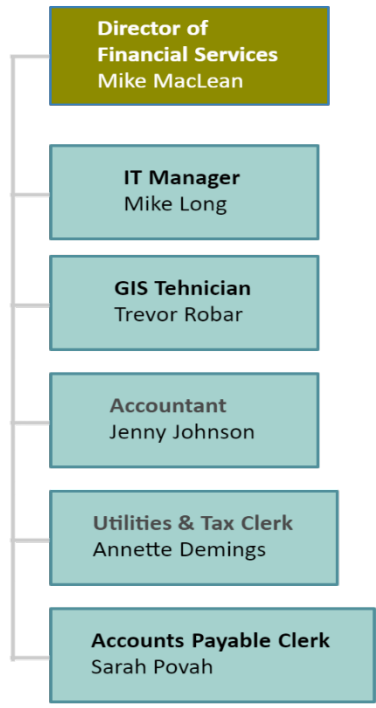 Director of
Financial Services
Mike MacLean
IT Manager
Mike Long
GIS Tehnician
Trevor Robar
Accountant
Jenny Johnson
Utilities & Tax Clerk
Annette Demings
Accounts Payable Clerk
Sarah Povah